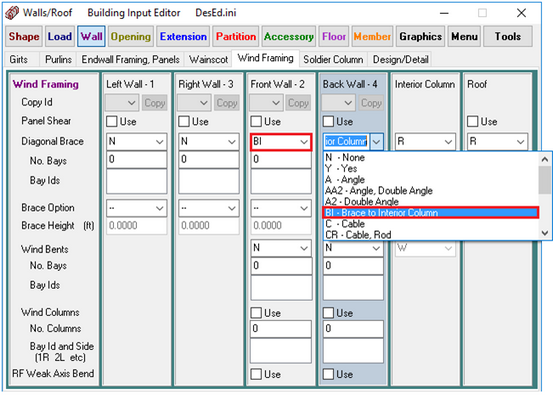 Walls/Roof Building Input Editor DesEd.ini
Shape Load Wall Opening Extension Partition Accessory Floor Member Graphics Menu Tools
Girts Purlins Endwall Framing, Panels Wainscot Wind Framing Soldier Column Design/Detail
Wind Framing Left Wall - 1 Right Wall - 3 Front Wall - 2 Back Wall - 4 Interior Column Roof
Copy Id Copy Copy Copy Copy
Panel Shear Use Use Use Use Use
Diagonal Brace N N BI ior Column R R
N - None
No. Bays 0 0 0
Y - Yes
A - Angle
Bay Ids
AA2 - Angle, Double Angle
A2 - Double Angle
Brace Option -- -- --
BI - Brace to Interior Column
Brace Height (ft) 0.0000 0.0000 0.0000
C - Cable
CR - Cable, Rod
Wind Bents N N W
No. Bays 0 0
Bay Ids
Wind Columns Use Use
No. Columns 0 0
Bay Id and Side
(1R 2L etc)
RF Weak Axis Bend Use Use